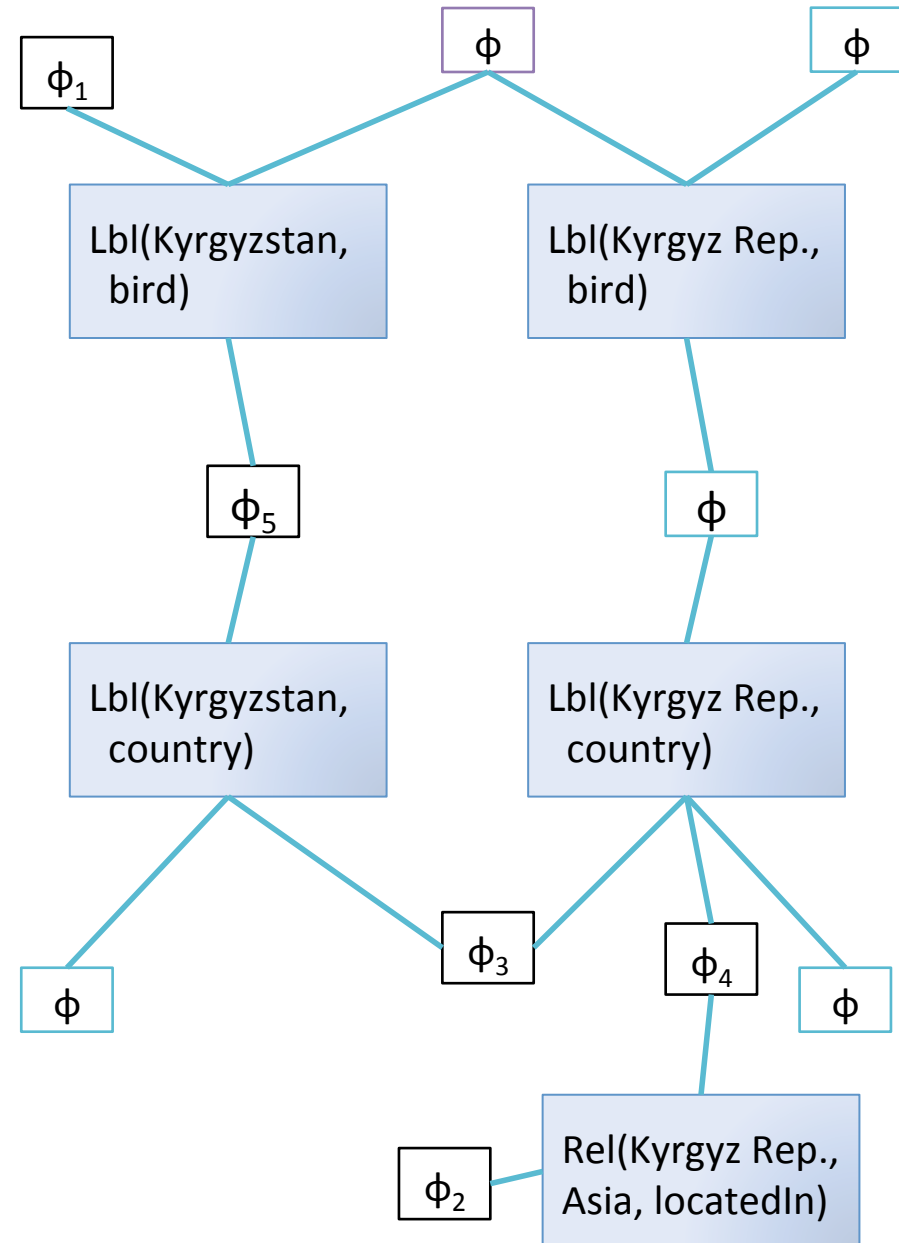 ϕ₁
ϕ
ϕ
Lbl(Kyrgyzstan,
bird)
Lbl(Kyrgyz Rep.,
bird)
ϕ₅
ϕ
Lbl(Kyrgyzstan,
country)
Lbl(Kyrgyz Rep.,
country)
ϕ
ϕ₃
ϕ₄
ϕ
ϕ₂
Rel(Kyrgyz Rep.,
Asia, locatedIn)